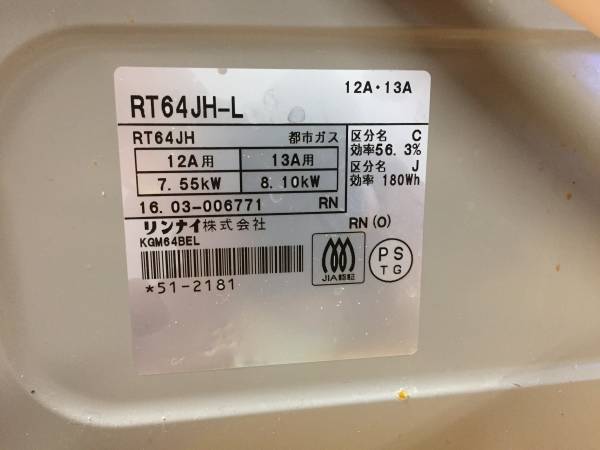 12A・13A
RT64JH-L
RT64JH 都市ガス
12A用 13A用
7.55kW 8.10kW
16.03-006771 RN
区分名 C
効率56.3%
区分名 J
効率 180Wh
リンナイ株式会社 RN(O)
KGM64BEL
*51-2181
JIA認証
PS
TG